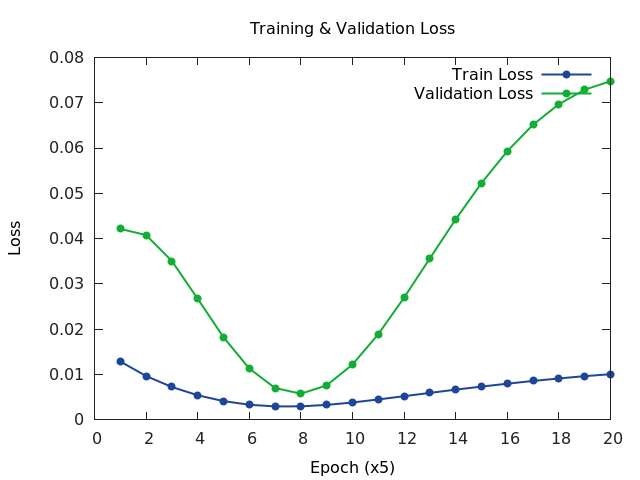 Training & Validation Loss
0.08
0.07
0.06
0.05
0.04
0.03
0.02
0.01
0
Loss
Train Loss
Validation Loss
0 2 4 6 8 10 12 14 16 18 20
Epoch (x5)